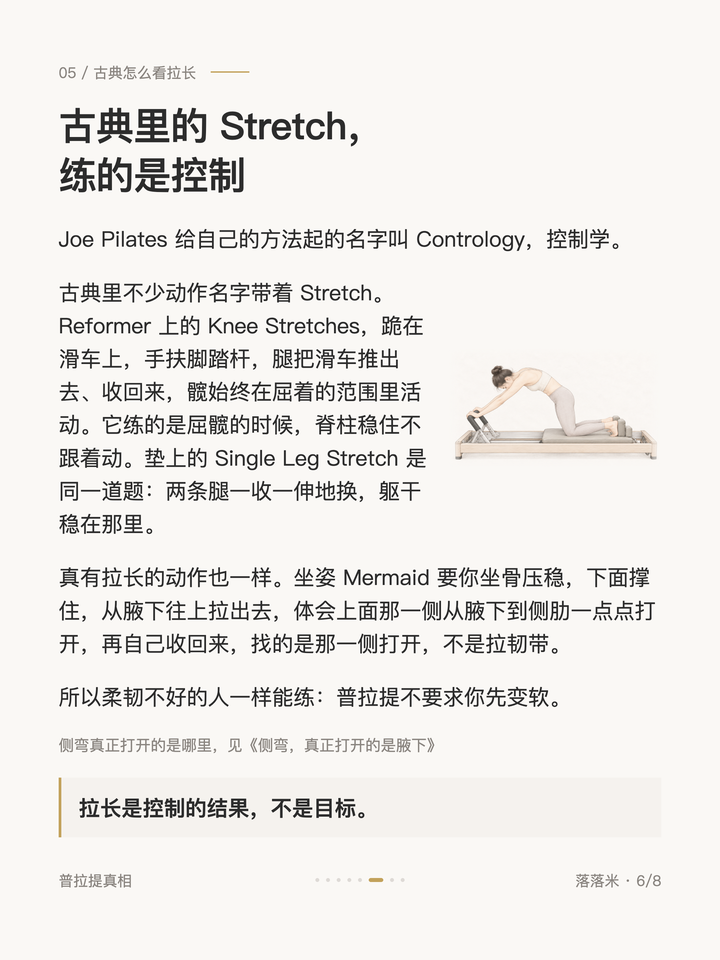 05 / 古典怎么看拉长
古典里的 Stretch，
练的是控制
Joe Pilates 给自己的方法起的名字叫 Contrology，控制学。
古典里不少动作名字带着 Stretch。
Reformer 上的 Knee Stretches，跪在
滑车上，手扶脚踏杆，腿把滑车推出
去、收回来，髋始终在屈着的范围里活
动。它练的是屈髋的时候，脊柱稳住不
跟着动。垫上的 Single Leg Stretch 是
同一道题：两条腿一收一伸地换，躯干
稳在那里。
真有拉长的动作也一样。坐姿 Mermaid 要你坐骨压稳，下面撑
住，从腋下往上拉出去，体会上面那一侧从腋下到侧肋一点点打
开，再自己收回来，找的是那一侧打开，不是拉韧带。
所以柔韧不好的人一样能练：普拉提不要求你先变软。
侧弯真正打开的是哪里，见《侧弯，真正打开的是腋下》
拉长是控制的结果，不是目标。
普拉提真相
落落米 · 6/8